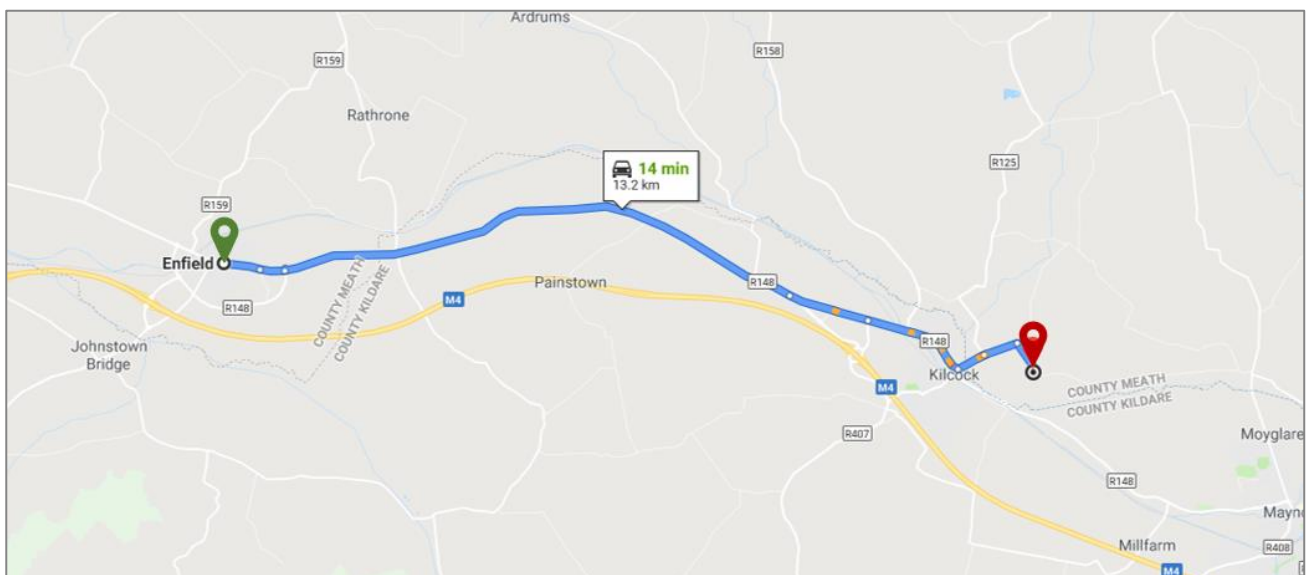 Ardrums
R158
R159
Rathrone
14 min
13.2 km
R125
R159
Enfield
COUNTY MEATH
COUNTY KILDARE
R148
Painstown
M4
R148
Johnstown
Bridge
R148
Kilcock
M4
COUNTY MEATH
COUNTY KILDARE
R407
Moyglare
R148
Mayn
Millfarm
R408
M4